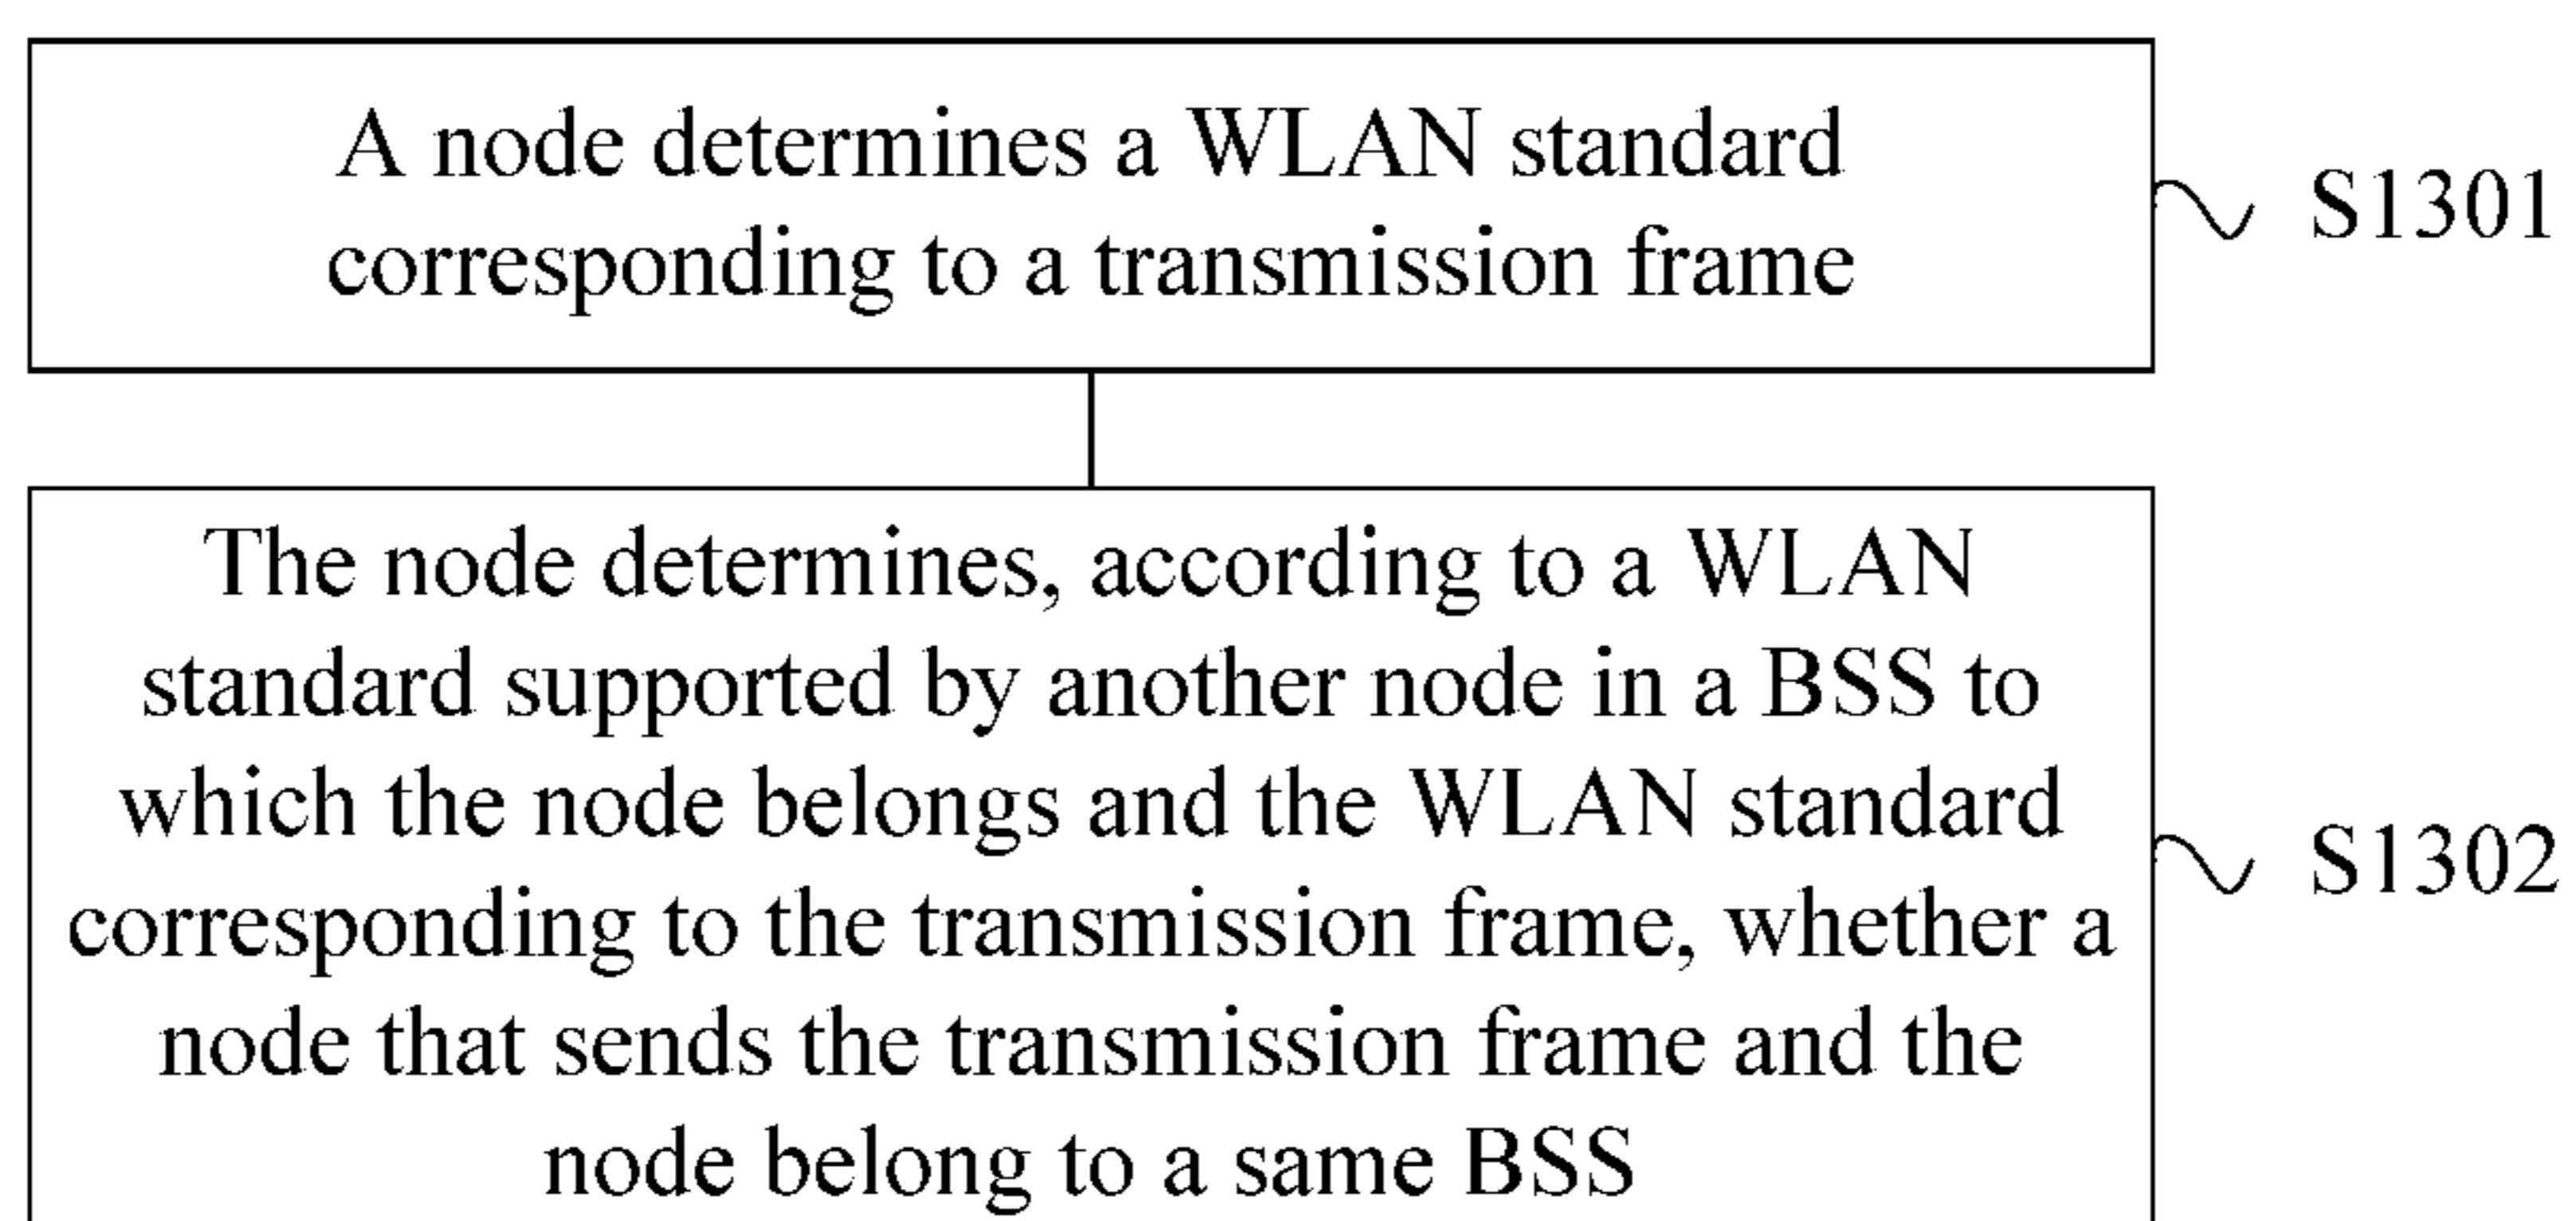 A node determines a WLAN standard
corresponding to a transmission frame
S1301
The node determines, according to a WLAN
standard supported by another node in a BSS to
which the node belongs and the WLAN standard
corresponding to the transmission frame, whether a
node that sends the transmission frame and the
node belong to a same BSS
S1302